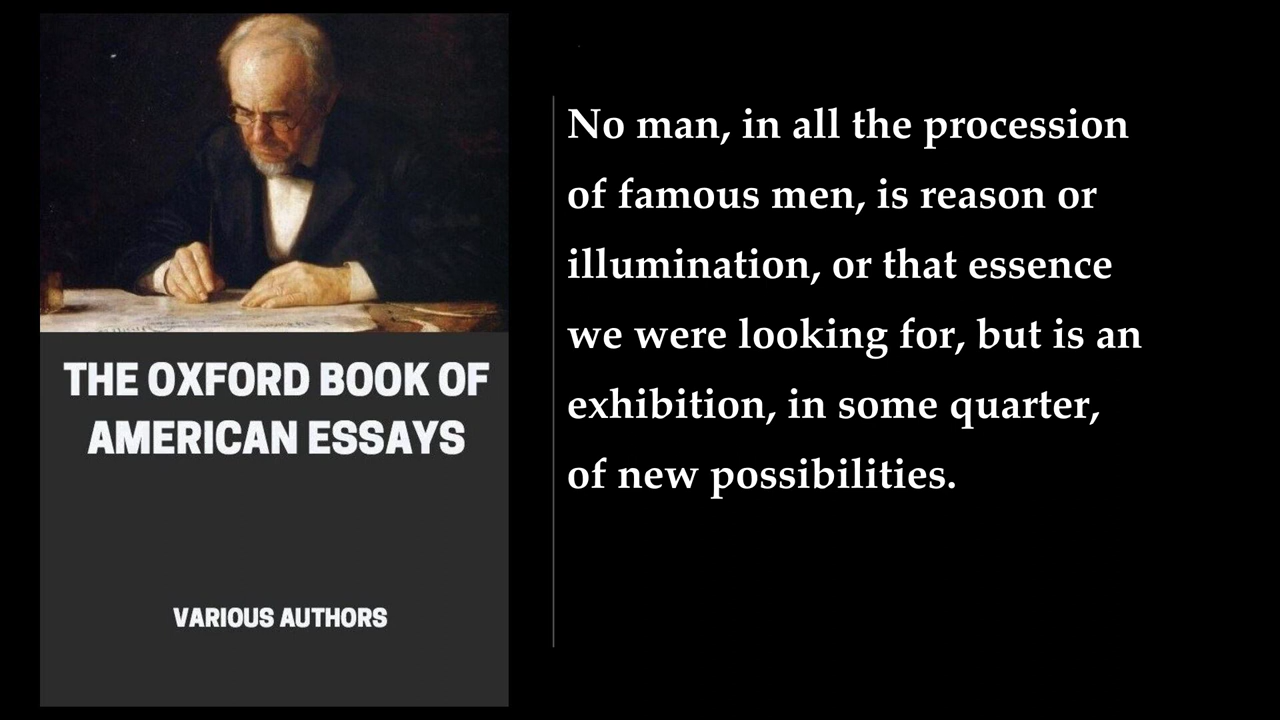 THE OXFORD BOOK OF
AMERICAN ESSAYS
VARIOUS AUTHORS
No man, in all the procession
of famous men, is reason or
illumination, or that essence
we were looking for, but is an
exhibition, in some quarter,
of new possibilities.